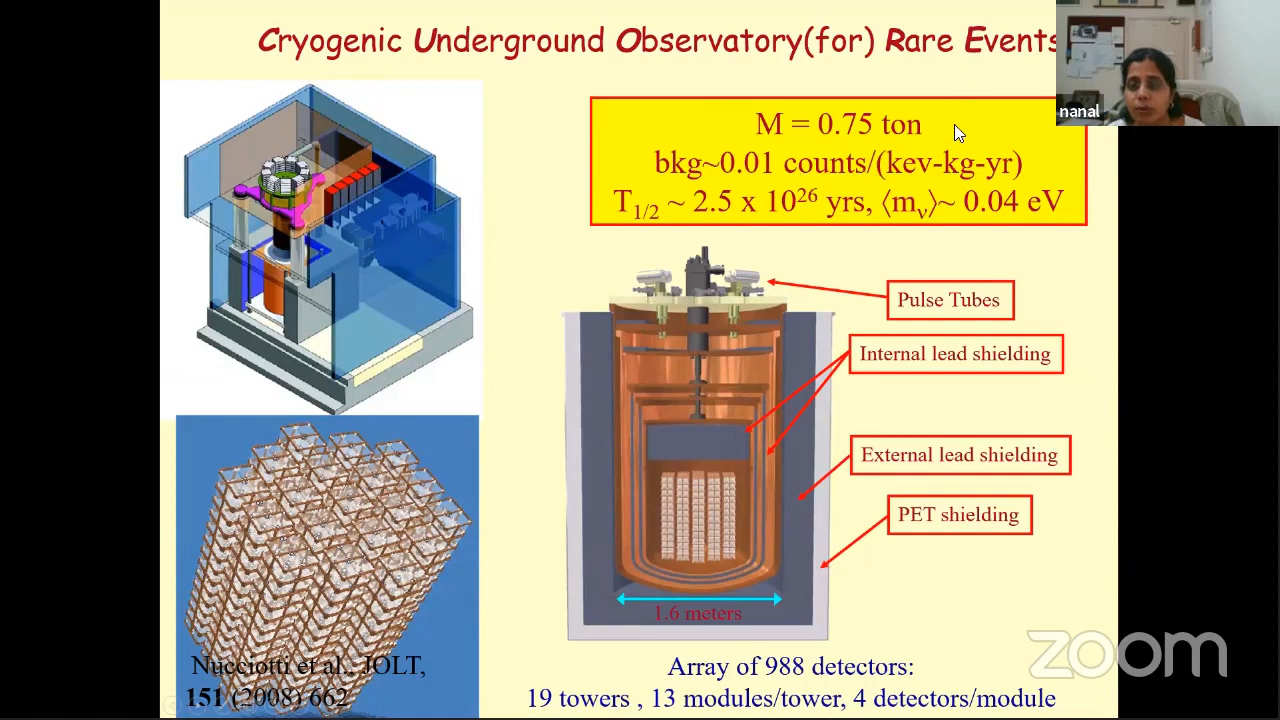 Cryogenic Underground Observatory(for) Rare Events
nanal
M = 0.75 ton
bkg~0.01 counts/(kev-kg-yr)
T1/2 ~ 2.5 x 10²⁶ yrs, ⟨mν⟩~ 0.04 eV
Pulse Tubes
Internal lead shielding
External lead shielding
PET shielding
1.6 meters
Nucciotti et al., JOLT,
151 (2008) 662
Array of 988 detectors:
19 towers , 13 modules/tower, 4 detectors/module
zoom